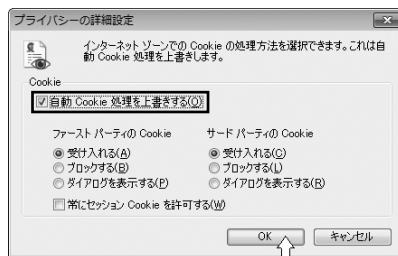 プライバシーの詳細設定
インターネット ゾーンでの Cookie の処理方法を選択できます。これは自
動 Cookie 処理を上書きします。
Cookie
自動 Cookie 処理を上書きする(O)
ファースト パーティの Cookie
サード パーティの Cookie
受け入れる(A)
受け入れる(C)
ブロックする(B)
ブロックする(L)
ダイアログを表示する(P)
ダイアログを表示する(R)
常にセッション Cookie を許可する(W)
OK
キャンセル